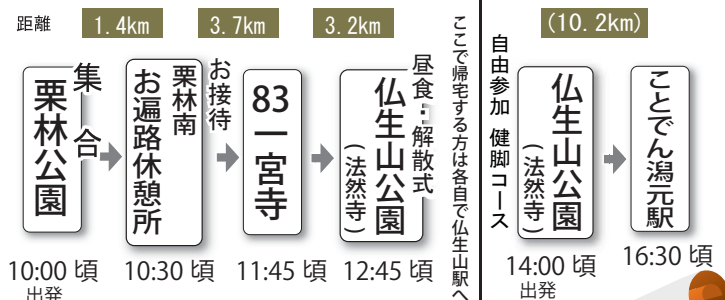 距離
1.4km
3.7km
3.2km
集合
栗林公園
10:00 頃
出発
栗林南
お遍路休憩所
10:30 頃
お接待
83一宮寺
11:45 頃
昼食・解散式
仏生山公園
(法然寺)
12:45 頃
ここで帰宅する方は各自で仏生山駅へ
(10.2km)
自由参加 健脚コース
仏生山公園
(法然寺)
14:00 頃
出発
ことでん潟元駅
16:30 頃